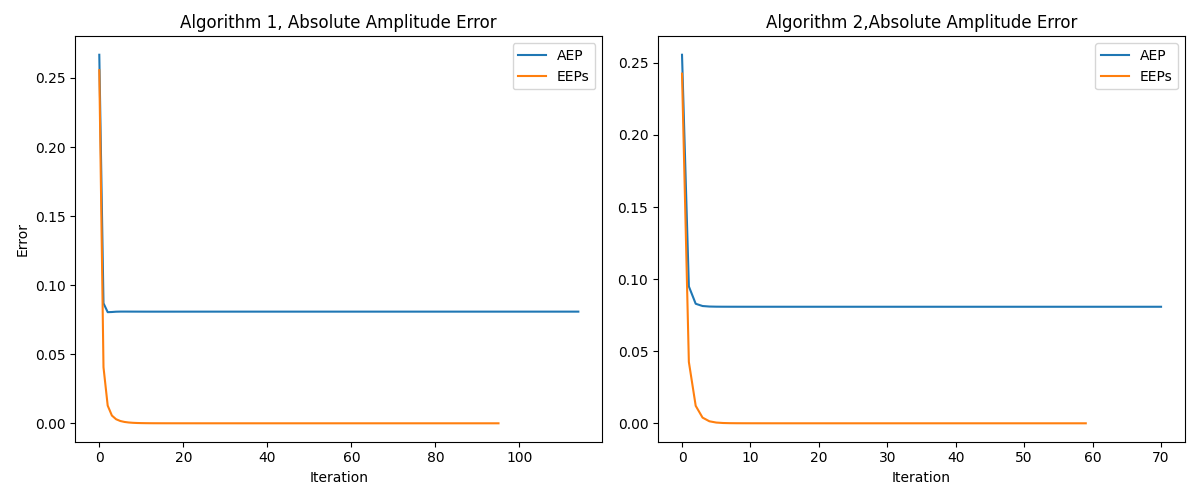 Algorithm 1, Absolute Amplitude Error
AEP
EEPs
0.25
0.20
0.15
0.10
0.05
0.00
Error
0 20 40 60 80 100
Iteration
Algorithm 2,Absolute Amplitude Error
AEP
EEPs
0.25
0.20
0.15
0.10
0.05
0.00
0 10 20 30 40 50 60 70
Iteration